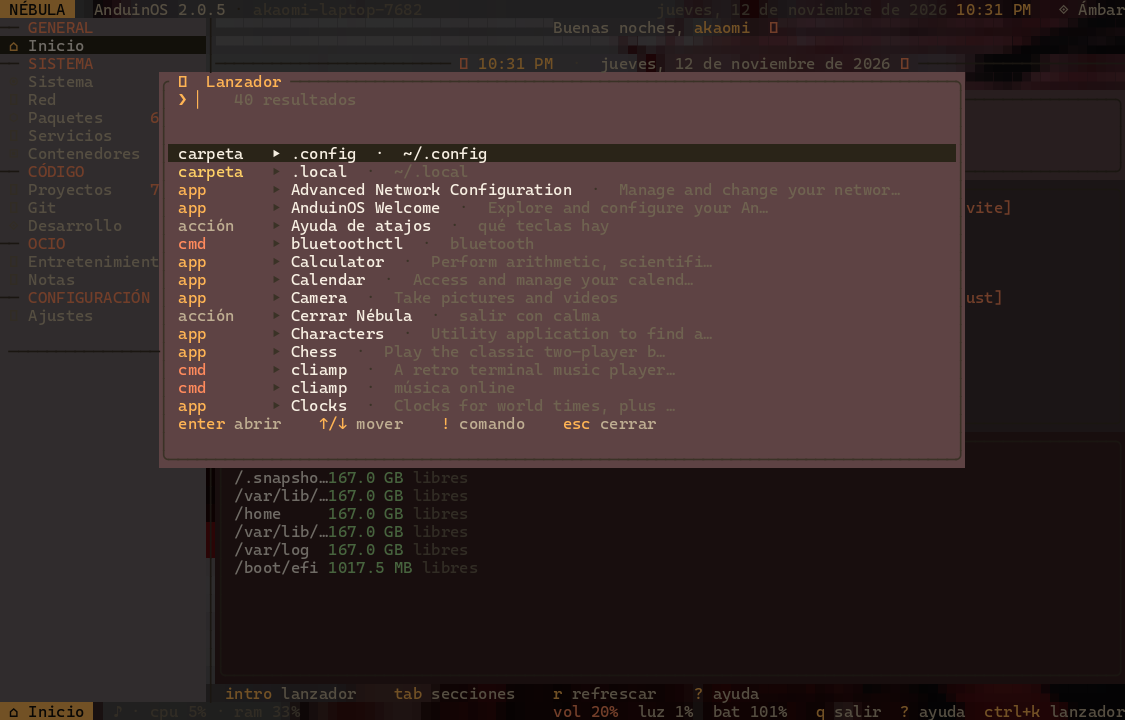 NÉBULA AnduinOS 2.0.5 · akaomi-laptop-7682 jueves, 12 de noviembre de 2026 10:31 PM ◇ Ámbar
GENERAL
Buenas noches, akaomi
⌂ Inicio
SISTEMA
10:31 PM · jueves, 12 de noviembre de 2026
Sistema
Red
Paquetes 6
Servicios
Contenedores
CÓDIGO
Proyectos 7
Git
Desarrollo
OCIO
Entretenimient
Notas
CONFIGURACIÓN
Ajustes
Lanzador
❯ 40 resultados
carpeta ▸ .config · ~/.config
carpeta ▸ .local · ~/.local
app ▸ Advanced Network Configuration · Manage and change your networ…
app ▸ AnduinOS Welcome · Explore and configure your An…
acción ▸ Ayuda de atajos · qué teclas hay
cmd ▸ bluetoothctl · bluetooth
app ▸ Calculator · Perform arithmetic, scientifi…
app ▸ Calendar · Access and manage your calend…
app ▸ Camera · Take pictures and videos
acción ▸ Cerrar Nébula · salir con calma
app ▸ Characters · Utility application to find a…
app ▸ Chess · Play the classic two-player b…
cmd ▸ cliamp · A retro terminal music player…
cmd ▸ cliamp · música online
app ▸ Clocks · Clocks for world times, plus …
enter abrir ↑/↓ mover ! comando esc cerrar
vite]
ust]
/.snapsho…167.0 GB libres
/var/lib/…167.0 GB libres
/home 167.0 GB libres
/var/lib/…167.0 GB libres
/var/log 167.0 GB libres
/boot/efi 1017.5 MB libres
intro lanzador tab secciones r refrescar ? ayuda
⌂ Inicio ♪ · cpu 5% · ram 33% vol 20% luz 1% bat 101% q salir ? ayuda ctrl+k lanzador